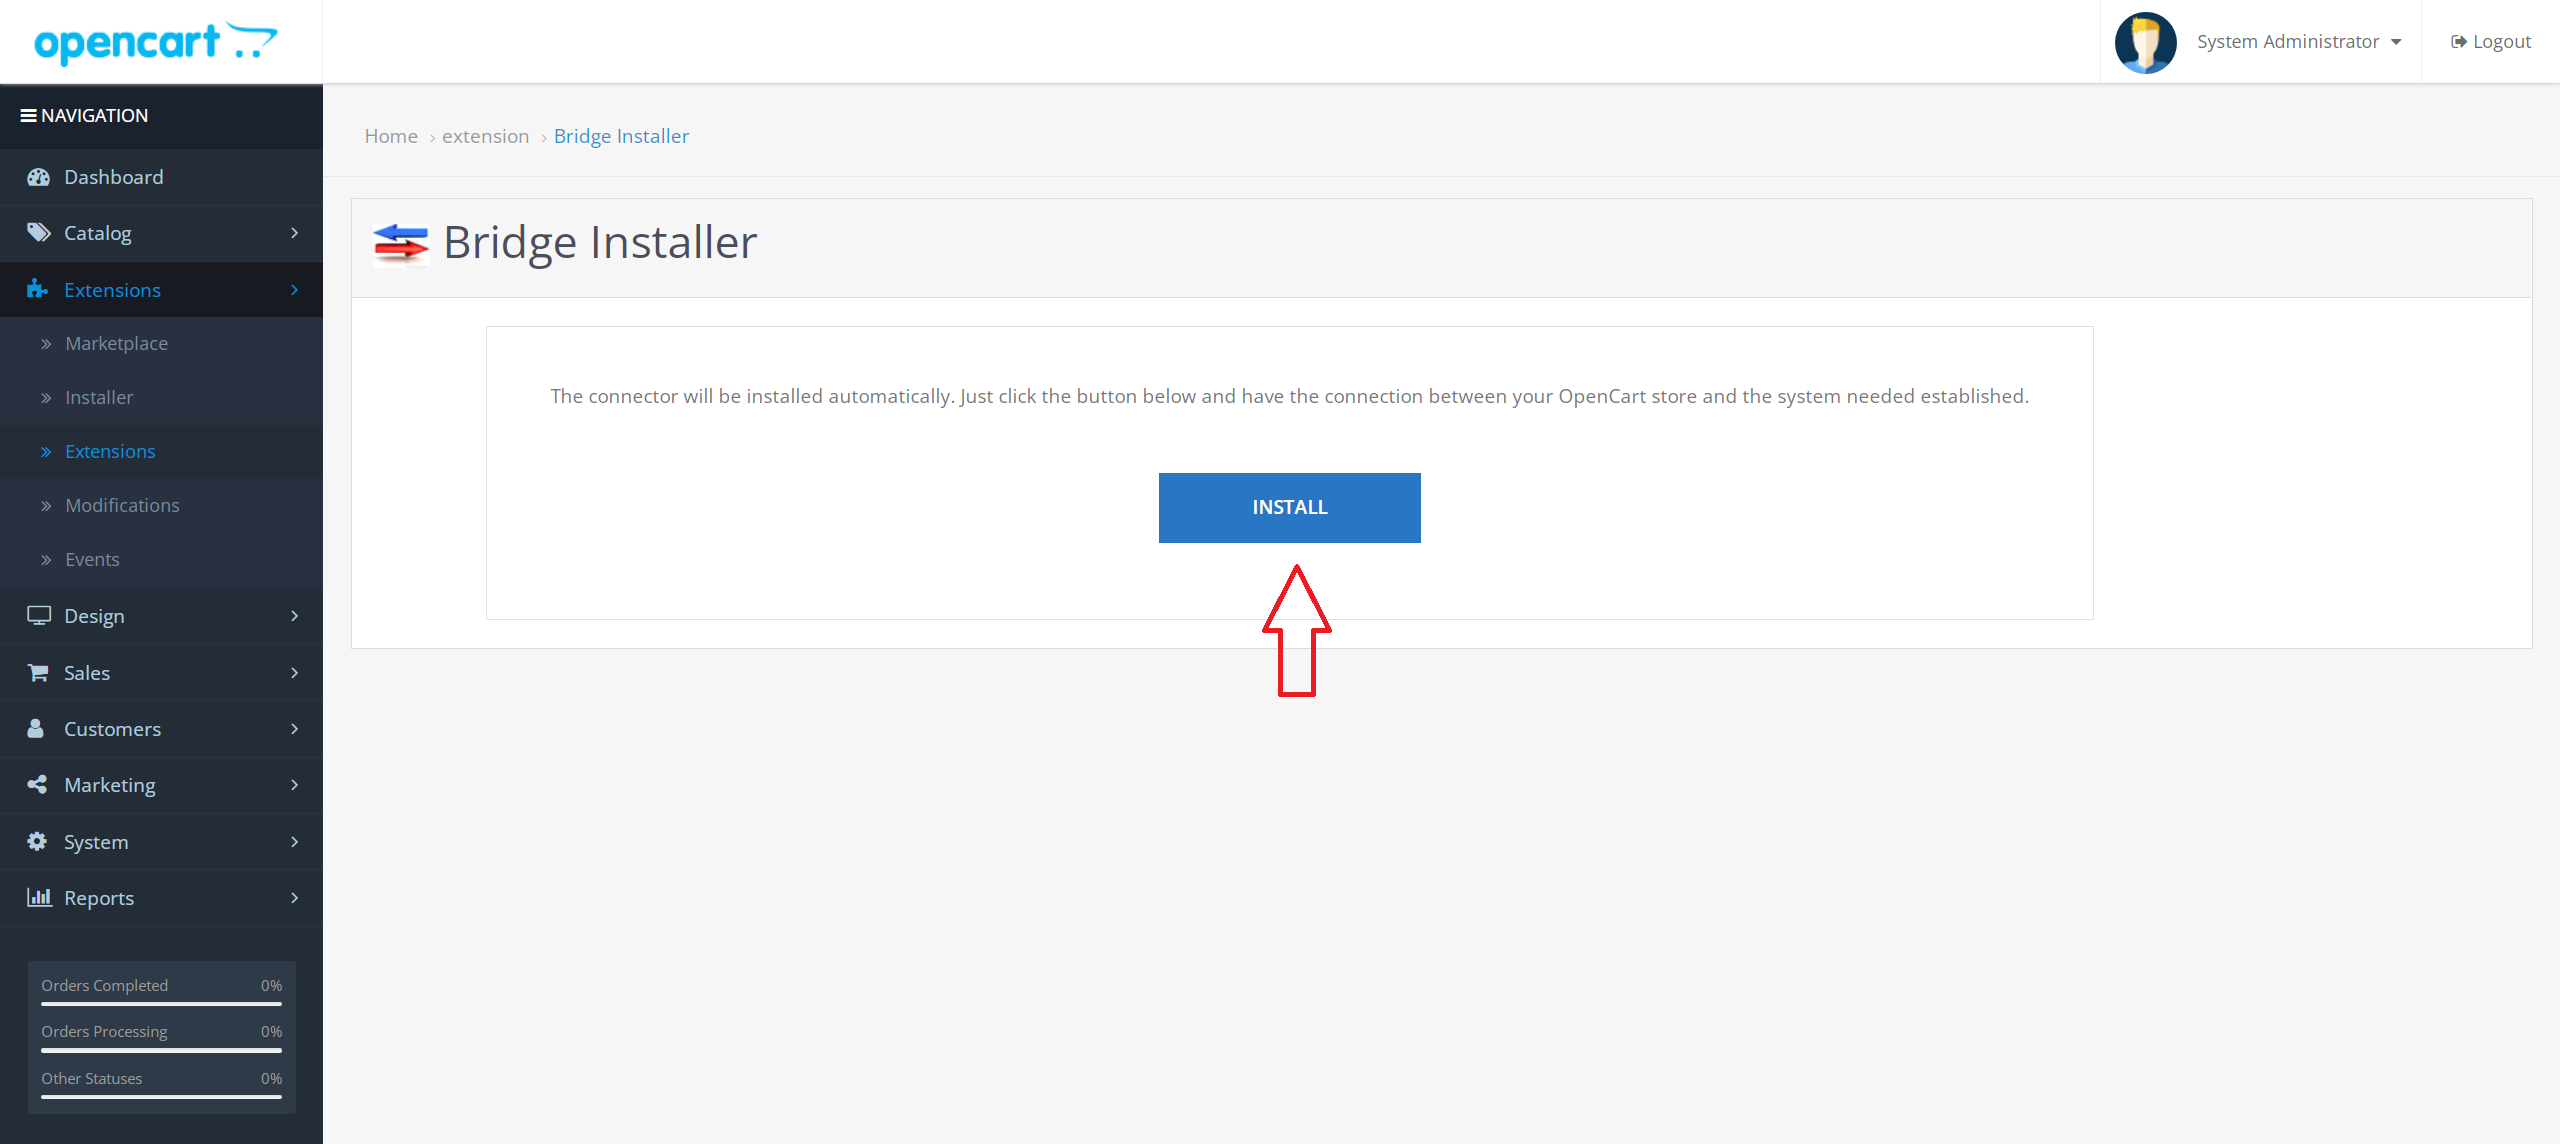 opencart
System Administrator
Logout
NAVIGATION
Dashboard
Catalog
Extensions
Marketplace
Installer
Extensions
Modifications
Events
Design
Sales
Customers
Marketing
System
Reports
Orders Completed 0%
Orders Processing 0%
Other Statuses 0%
Home › extension › Bridge Installer
Bridge Installer
The connector will be installed automatically. Just click the button below and have the connection between your OpenCart store and the system needed established.
INSTALL